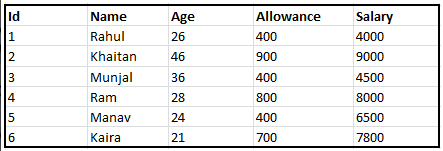 Id Name Age Allowance Salary
1 Rahul 26 400 4000
2 Khaitan 46 900 9000
3 Munjal 36 400 4500
4 Ram 28 800 8000
5 Manav 24 400 6500
6 Kaira 21 700 7800